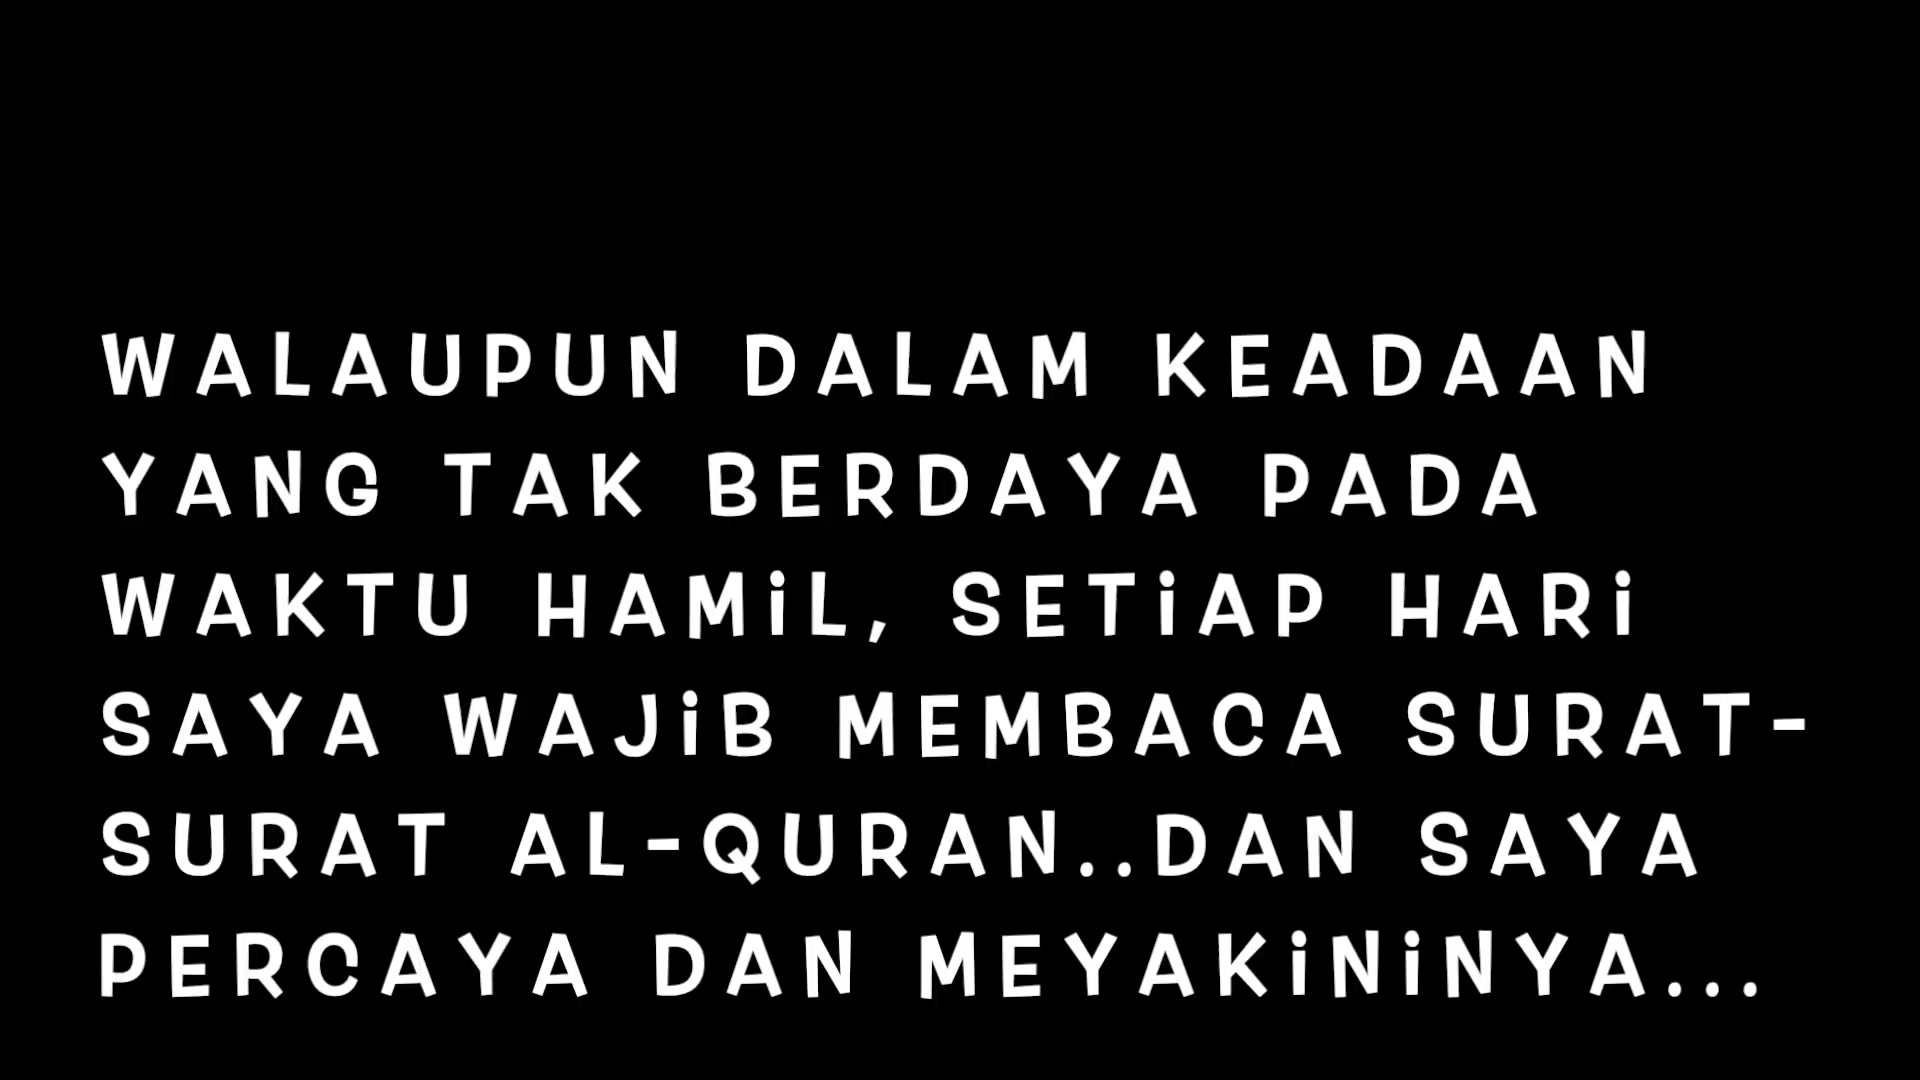 WALAUPUN DALAM KEADAAN
YANG TAK BERDAYA PADA
WAKTU HAMiL, SETiAP HARi
SAYA WAJiB MEMBACA SURAT-
SURAT AL-QURAN..DAN SAYA
PERCAYA DAN MEYAKiNiNYA...